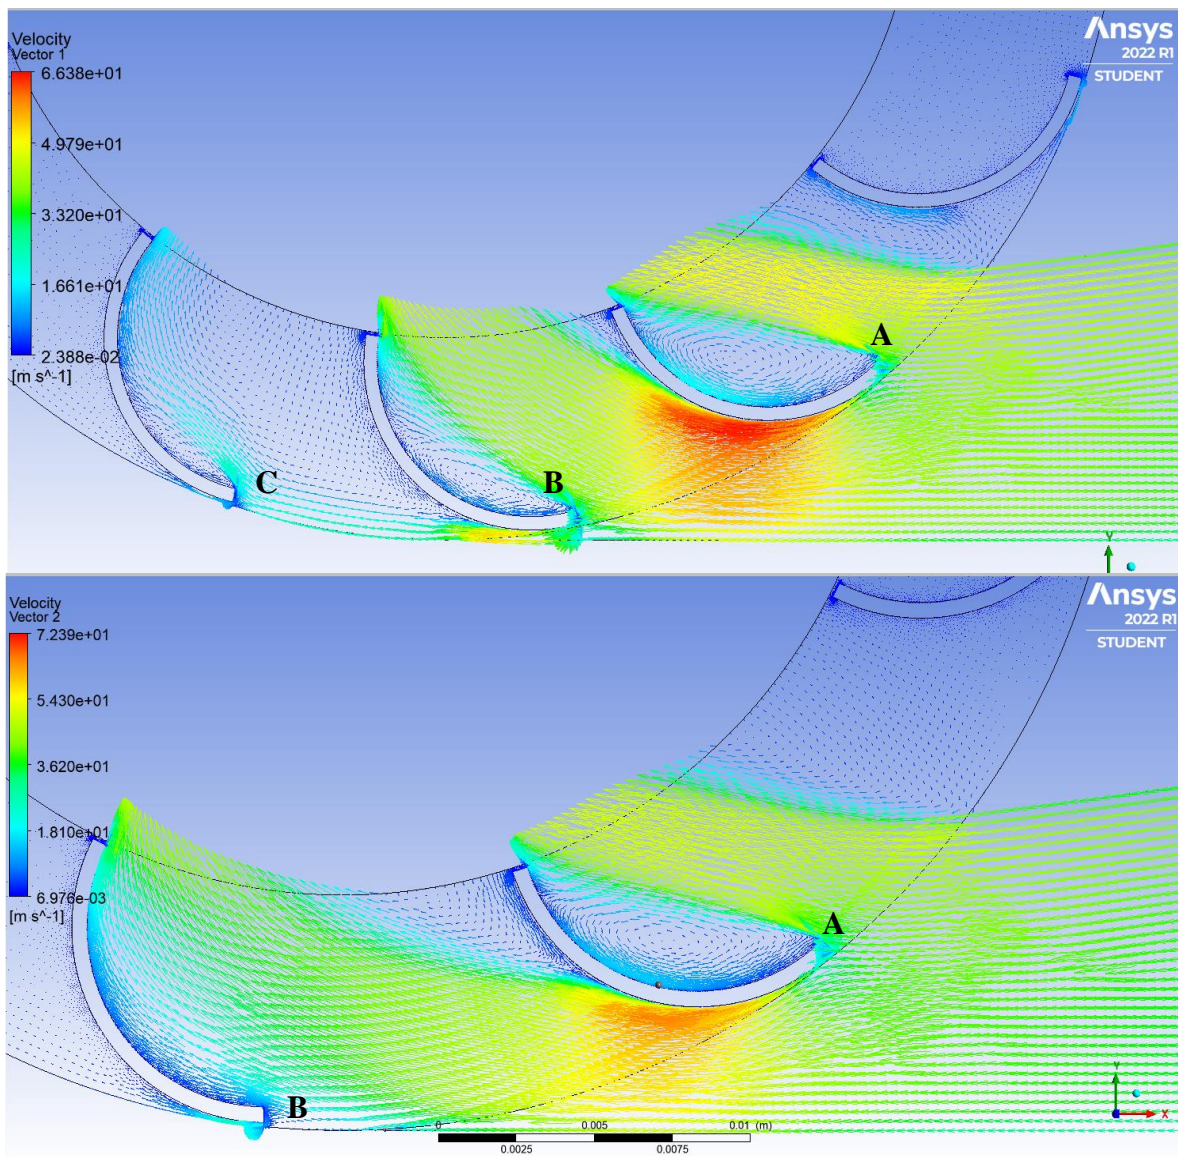 Velocity
Vector 1
6.638e+01
4.979e+01
3.320e+01
1.661e+01
2.388e-02
[m s^-1]
Ansys
2022 R1
STUDENT
A
B
C
Y
Velocity
Vector 2
7.239e+01
5.430e+01
3.620e+01
1.810e+01
6.976e-03
[m s^-1]
Ansys
2022 R1
STUDENT
A
B
Y
X
0 0.005 0.01 (m)
0.0025 0.0075